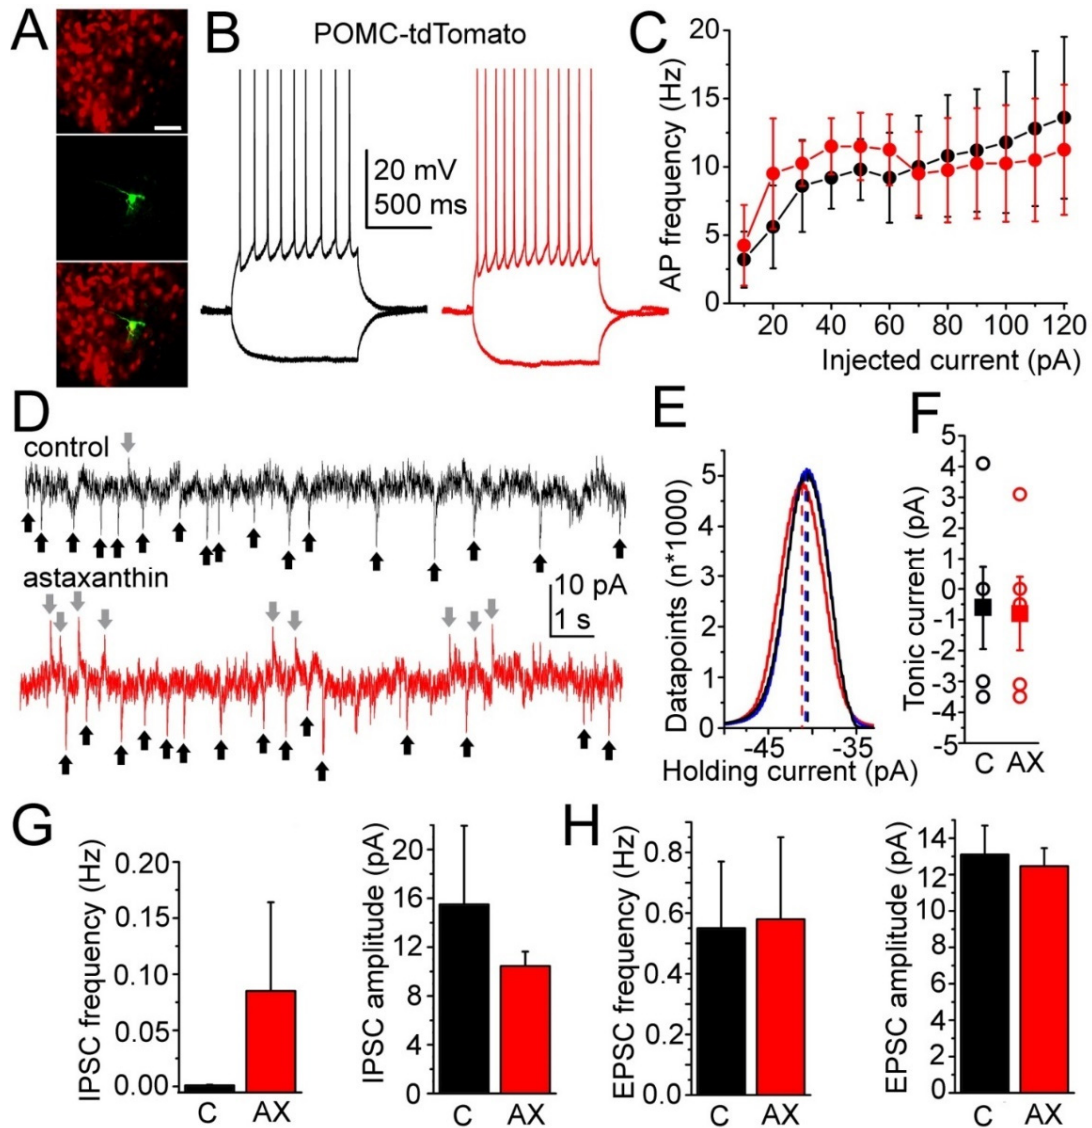 A
B
POMC-tdTomato
20 mV
500 ms
C
AP frequency (Hz)
20
15
10
5
0
20 40 60 80 100 120
Injected current (pA)
D
control
astaxanthin
10 pA
1 s
E
Datapoints (n*1000)
5
4
3
2
1
0
-45 -35
Holding current (pA)
F
Tonic current (pA)
5
4
3
2
1
0
-1
-2
-3
-4
-5
C AX
G
IPSC frequency (Hz)
0.20
0.15
0.10
0.05
0.00
C AX
IPSC amplitude (pA)
20
16
12
8
4
0
C AX
H
EPSC frequency (Hz)
0.8
0.6
0.4
0.2
0.0
C AX
EPSC amplitude (pA)
14
12
10
8
6
4
2
0
C AX